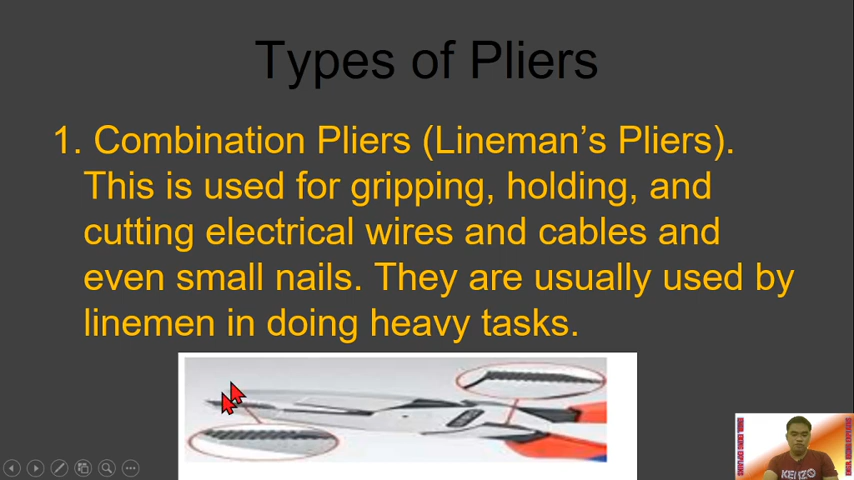 Types of Pliers
1. Combination Pliers (Lineman's Pliers).
This is used for gripping, holding, and
cutting electrical wires and cables and
even small nails. They are usually used by
linemen in doing heavy tasks.
KENZO